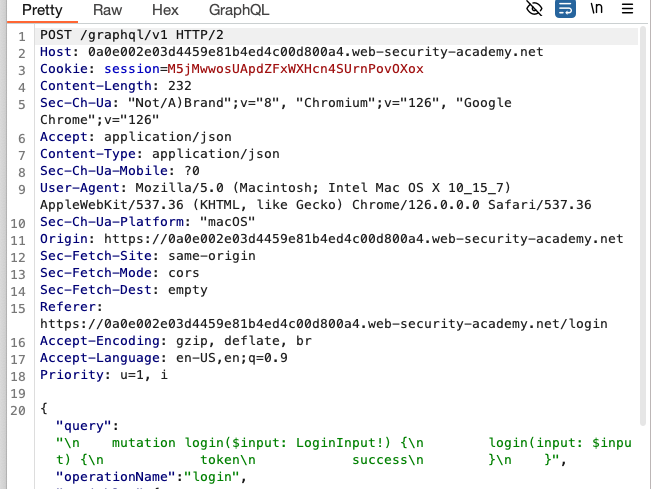 Pretty Raw Hex GraphQL \n
1 POST /graphql/v1 HTTP/2
2 Host: 0a0e002e03d4459e81b4ed4c00d800a4.web-security-academy.net
3 Cookie: session=M5jMwwosUApdZFxWXHcn4SUrnPovOXox
4 Content-Length: 232
5 Sec-Ch-Ua: "Not/A)Brand";v="8", "Chromium";v="126", "Google
Chrome";v="126"
6 Accept: application/json
7 Content-Type: application/json
8 Sec-Ch-Ua-Mobile: ?0
9 User-Agent: Mozilla/5.0 (Macintosh; Intel Mac OS X 10_15_7)
AppleWebKit/537.36 (KHTML, like Gecko) Chrome/126.0.0.0 Safari/537.36
10 Sec-Ch-Ua-Platform: "macOS"
11 Origin: https://0a0e002e03d4459e81b4ed4c00d800a4.web-security-academy.net
12 Sec-Fetch-Site: same-origin
13 Sec-Fetch-Mode: cors
14 Sec-Fetch-Dest: empty
15 Referer:
https://0a0e002e03d4459e81b4ed4c00d800a4.web-security-academy.net/login
16 Accept-Encoding: gzip, deflate, br
17 Accept-Language: en-US,en;q=0.9
18 Priority: u=1, i
19
20 {
"query":
"\n    mutation login($input: LoginInput!) {\n        login(input: $inpu
t) {\n            token\n            success\n        }\n    }",
"operationName":"login",